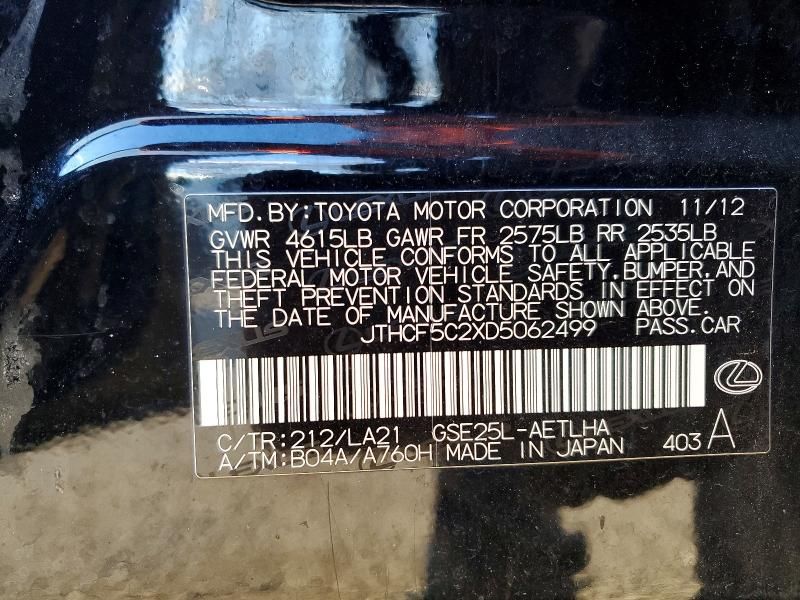 MFD. BY: TOYOTA MOTOR CORPORATION 11/12
GVWR 4615LB GAWR FR 2575LB RR 2535LB
THIS VEHICLE CONFORMS TO ALL APPLICABLE
FEDERAL MOTOR VEHICLE SAFETY, BUMPER, AND
THEFT PREVENTION STANDARDS IN EFFECT ON
THE DATE OF MANUFACTURE SHOWN ABOVE.
JTHCF5C2XD5062499 PASS. CAR
C/TR: 212/LA21 GSE25L-AETLHA
A/TM: B04A/A760H MADE IN JAPAN 403 A